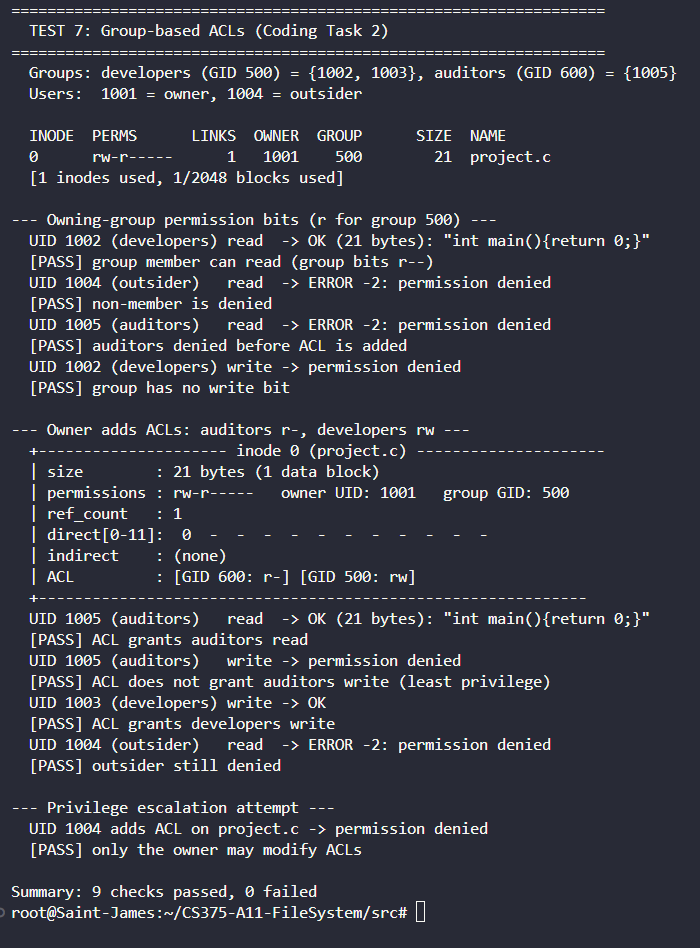 ==================================================================
TEST 7: Group-based ACLs (Coding Task 2)
==================================================================
Groups: developers (GID 500) = {1002, 1003}, auditors (GID 600) = {1005}
Users:  1001 = owner, 1004 = outsider
INODE  PERMS      LINKS  OWNER  GROUP      SIZE  NAME
0      rw-r-----      1   1001    500        21  project.c
[1 inodes used, 1/2048 blocks used]
--- Owning-group permission bits (r for group 500) ---
UID 1002 (developers) read  -> OK (21 bytes): "int main(){return 0;}"
[PASS] group member can read (group bits r--)
UID 1004 (outsider)   read  -> ERROR -2: permission denied
[PASS] non-member is denied
UID 1005 (auditors)   read  -> ERROR -2: permission denied
[PASS] auditors denied before ACL is added
UID 1002 (developers) write -> permission denied
[PASS] group has no write bit
--- Owner adds ACLs: auditors r-, developers rw ---
+--------------------- inode 0 (project.c) ---------------------
| size        : 21 bytes (1 data block)
| permissions : rw-r-----   owner UID: 1001   group GID: 500
| ref_count   : 1
| direct[0-11]:  0  -  -  -  -  -  -  -  -  -  -  -
| indirect    : (none)
| ACL         : [GID 600: r-] [GID 500: rw]
+-------------------------------------------------------------
UID 1005 (auditors)   read  -> OK (21 bytes): "int main(){return 0;}"
[PASS] ACL grants auditors read
UID 1005 (auditors)   write -> permission denied
[PASS] ACL does not grant auditors write (least privilege)
UID 1003 (developers) write -> OK
[PASS] ACL grants developers write
UID 1004 (outsider)   read  -> ERROR -2: permission denied
[PASS] outsider still denied
--- Privilege escalation attempt ---
UID 1004 adds ACL on project.c -> permission denied
[PASS] only the owner may modify ACLs
Summary: 9 checks passed, 0 failed
root@Saint-James:~/CS375-A11-FileSystem/src#